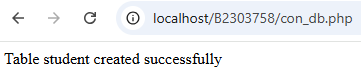 localhost/B2303758/con_db.php
Table student created successfully